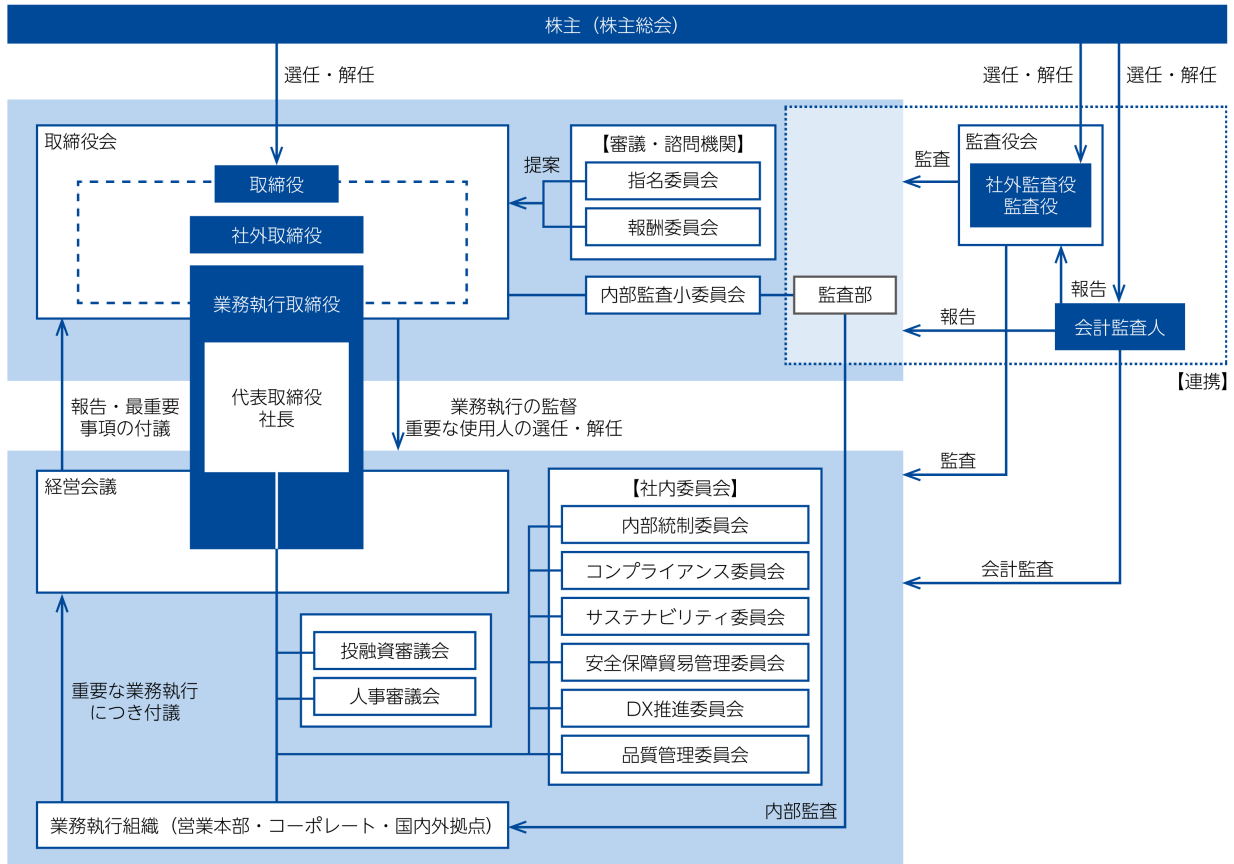 株主（株主総会）
選任・解任
選任・解任
選任・解任
取締役会
取締役
社外取締役
業務執行取締役
代表取締役
社長
【審議・諮問機関】
提案
指名委員会
報酬委員会
内部監査小委員会
監査部
監査
監査役会
社外監査役
監査役
報告
報告
会計監査人
【連携】
報告・最重要
事項の付議
業務執行の監督
重要な使用人の選任・解任
監査
会計監査
経営会議
【社内委員会】
内部統制委員会
コンプライアンス委員会
サステナビリティ委員会
安全保障貿易管理委員会
DX推進委員会
品質管理委員会
投融資審議会
人事審議会
重要な業務執行
につき付議
内部監査
業務執行組織（営業本部・コーポレート・国内外拠点）